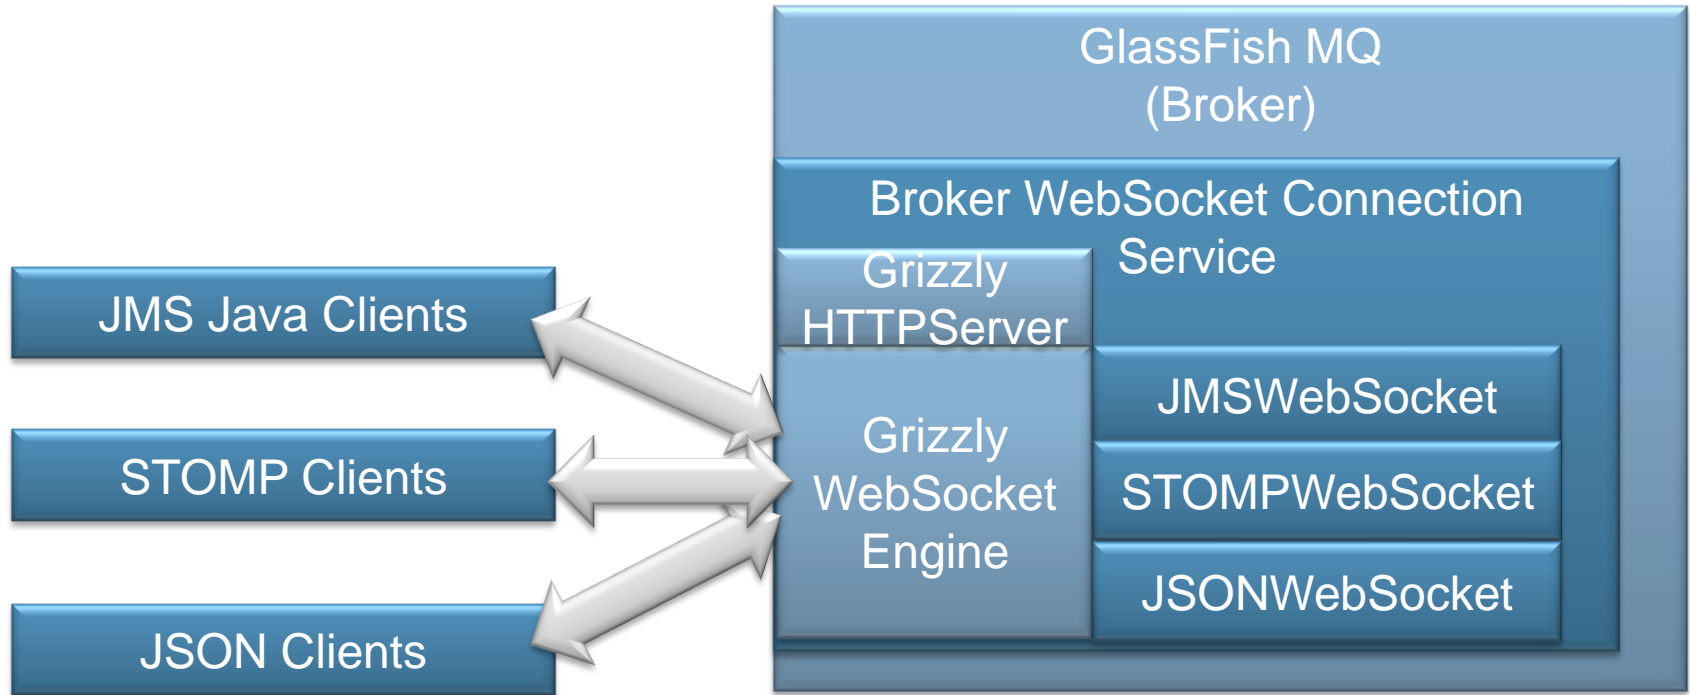 GlassFish MQ
(Broker)
Broker WebSocket Connection
Service
Grizzly
HTTPServer
JMS Java Clients
JMSWebSocket
Grizzly
WebSocket
Engine
STOMP Clients
STOMPWebSocket
JSONWebSocket
JSON Clients